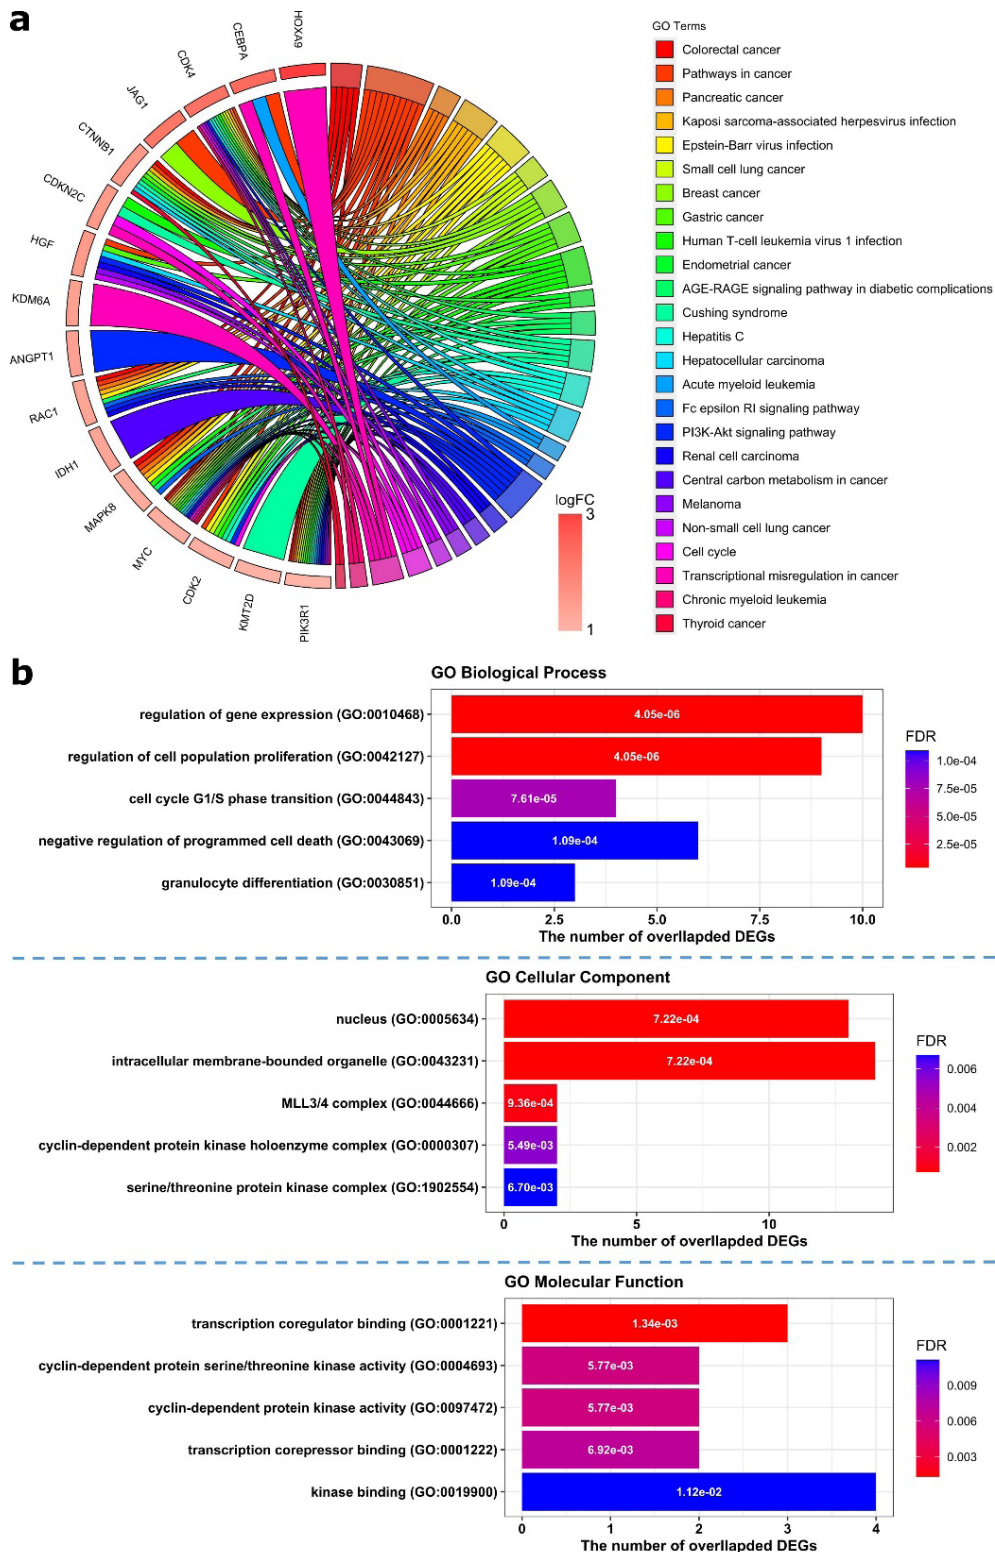 a
HOXA9
CEBPA
CDK4
JAG1
CTNNB1
CDKN2C
HGF
KDM6A
ANGPT1
RAC1
IDH1
MAPK8
MYC
CDK2
KMT2D
PIK3R1
logFC
3
1
GO Terms
Colorectal cancer
Pathways in cancer
Pancreatic cancer
Kaposi sarcoma-associated herpesvirus infection
Epstein-Barr virus infection
Small cell lung cancer
Breast cancer
Gastric cancer
Human T-cell leukemia virus 1 infection
Endometrial cancer
AGE-RAGE signaling pathway in diabetic complications
Cushing syndrome
Hepatitis C
Hepatocellular carcinoma
Acute myeloid leukemia
Fc epsilon RI signaling pathway
PI3K-Akt signaling pathway
Renal cell carcinoma
Central carbon metabolism in cancer
Melanoma
Non-small cell lung cancer
Cell cycle
Transcriptional misregulation in cancer
Chronic myeloid leukemia
Thyroid cancer
b
GO Biological Process
regulation of gene expression (GO:0010468)
4.05e-06
regulation of cell population proliferation (GO:0042127)
4.05e-06
cell cycle G1/S phase transition (GO:0044843)
7.61e-05
negative regulation of programmed cell death (GO:0043069)
1.09e-04
granulocyte differentiation (GO:0030851)
1.09e-04
0.0 2.5 5.0 7.5 10.0
The number of overllapded DEGs
FDR
1.0e-04
7.5e-05
5.0e-05
2.5e-05
GO Cellular Component
nucleus (GO:0005634)
7.22e-04
intracellular membrane-bounded organelle (GO:0043231)
7.22e-04
MLL3/4 complex (GO:0044666)
9.36e-04
cyclin-dependent protein kinase holoenzyme complex (GO:0000307)
5.49e-03
serine/threonine protein kinase complex (GO:1902554)
6.70e-03
0 5 10
The number of overllapded DEGs
FDR
0.006
0.004
0.002
GO Molecular Function
transcription coregulator binding (GO:0001221)
1.34e-03
cyclin-dependent protein serine/threonine kinase activity (GO:0004693)
5.77e-03
cyclin-dependent protein kinase activity (GO:0097472)
5.77e-03
transcription corepressor binding (GO:0001222)
6.92e-03
kinase binding (GO:0019900)
1.12e-02
0 1 2 3 4
The number of overllapded DEGs
FDR
0.009
0.006
0.003